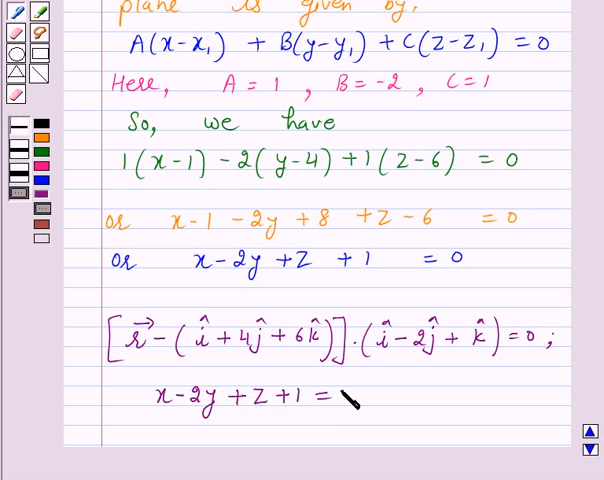 plane is given by,
A(x-x₁) + B(y-y₁) + C(z-z₁) = 0
Here, A = 1 , B = -2 , C = 1
So, we have
1(x-1) - 2(y-4) + 1(z-6) = 0
or x-1 - 2y + 8 + z - 6 = 0
or x - 2y + z + 1 = 0
[r⃗ - (î + 4ĵ + 6k̂)] . (î - 2ĵ + k̂) = 0 ;
x - 2y + z + 1 =